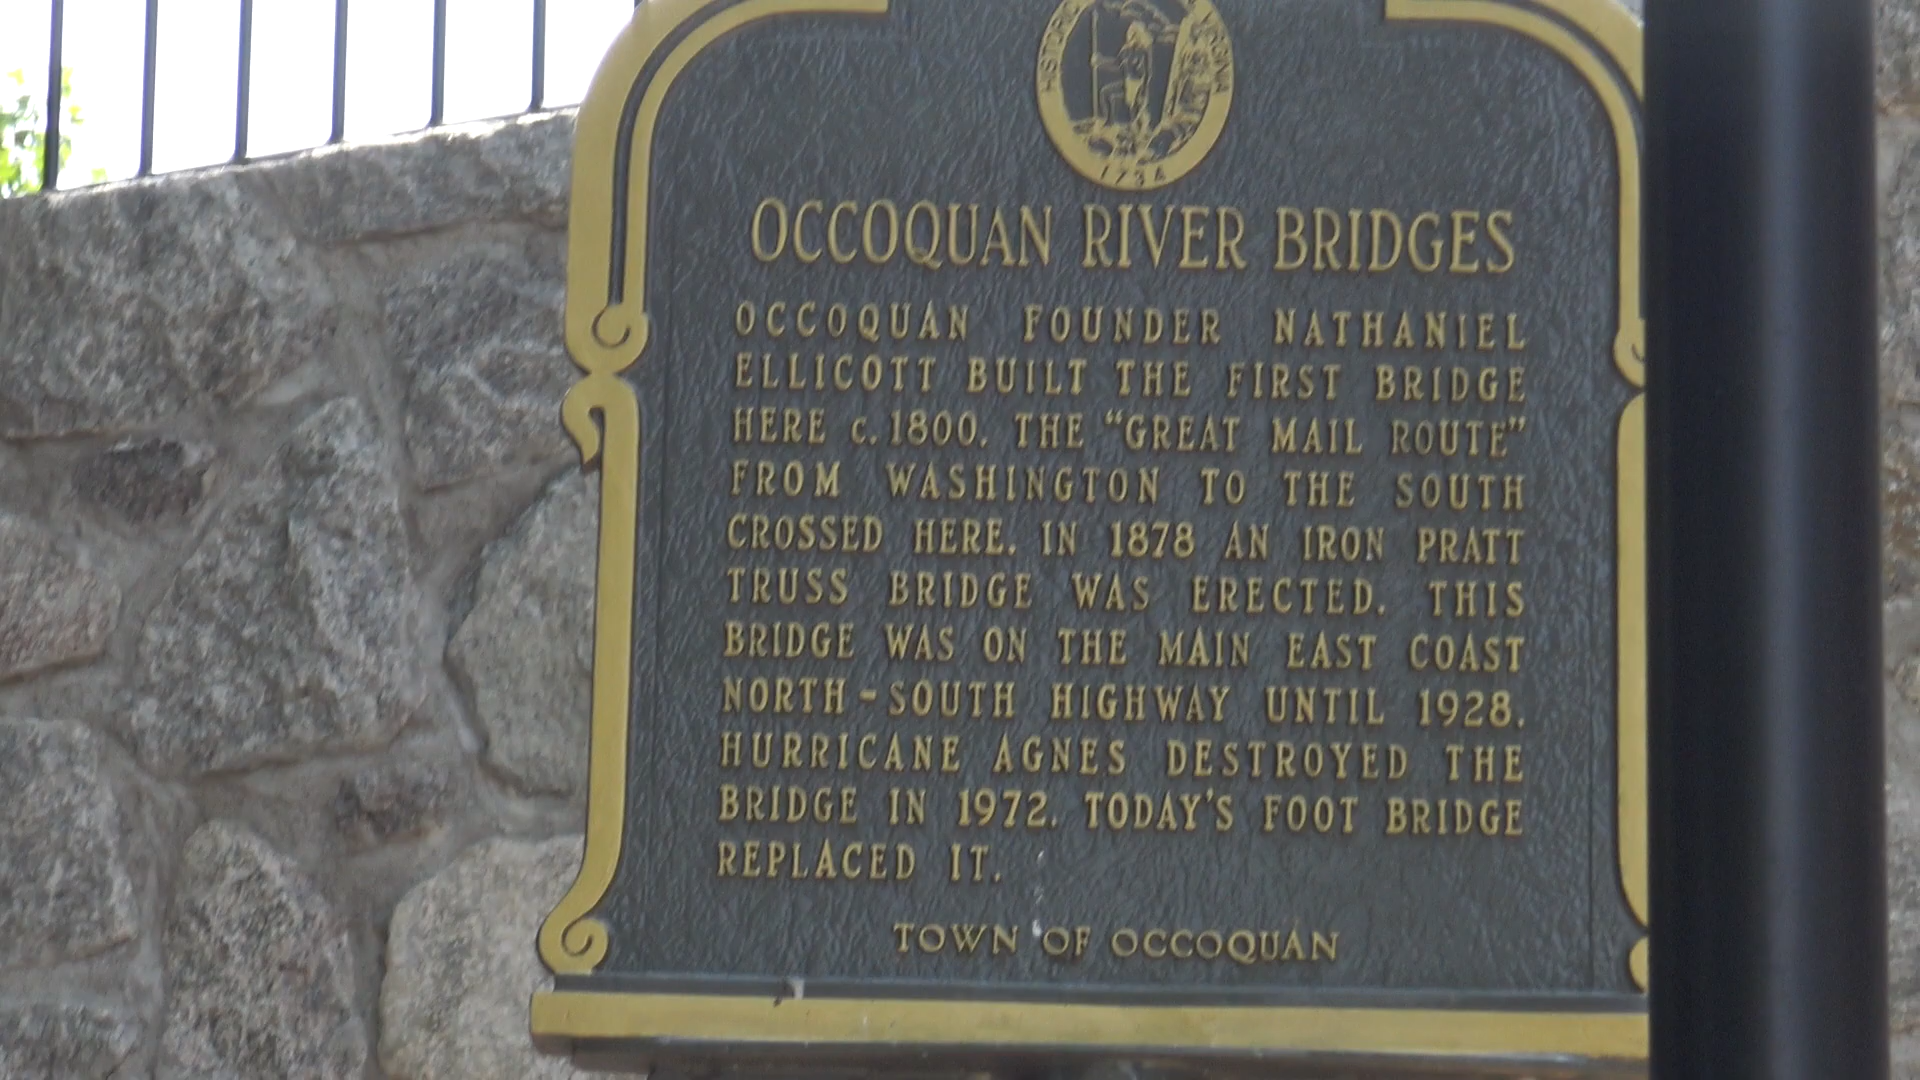 HISTORIC VIRGINIA
1734
OCCOQUAN RIVER BRIDGES
OCCOQUAN FOUNDER NATHANIEL
ELLICOTT BUILT THE FIRST BRIDGE
HERE c. 1800. THE "GREAT MAIL ROUTE"
FROM WASHINGTON TO THE SOUTH
CROSSED HERE. IN 1878 AN IRON PRATT
TRUSS BRIDGE WAS ERECTED. THIS
BRIDGE WAS ON THE MAIN EAST COAST
NORTH-SOUTH HIGHWAY UNTIL 1928.
HURRICANE AGNES DESTROYED THE
BRIDGE IN 1972. TODAY'S FOOT BRIDGE
REPLACED IT.
TOWN OF OCCOQUAN